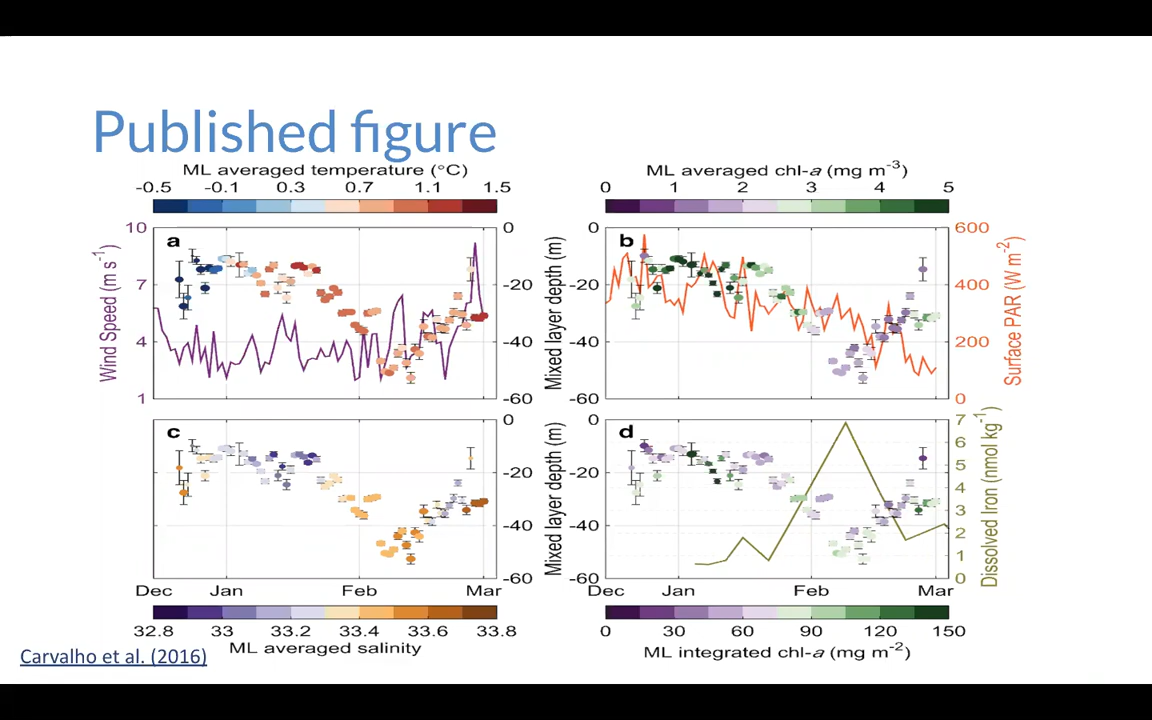 Published figure
ML averaged temperature (°C)
-0.5 -0.1 0.3 0.7 1.1 1.5
ML averaged chl-a (mg m-3)
0 1 2 3 4 5
a
10
7
4
1
Wind Speed (m s-1)
0
-20
-40
-60
Mixed layer depth (m)
b
0
-20
-40
-60
600
400
200
0
Surface PAR (W m-2)
c
0
-20
-40
-60
Mixed layer depth (m)
Dec Jan Feb Mar
d
0
-20
-40
-60
7
6
5
4
3
2
1
0
Dissolved Iron (nmol kg-1)
Dec Jan Feb Mar
32.8 33 33.2 33.4 33.6 33.8
ML averaged salinity
0 30 60 90 120 150
ML integrated chl-a (mg m-2)
Carvalho et al. (2016)